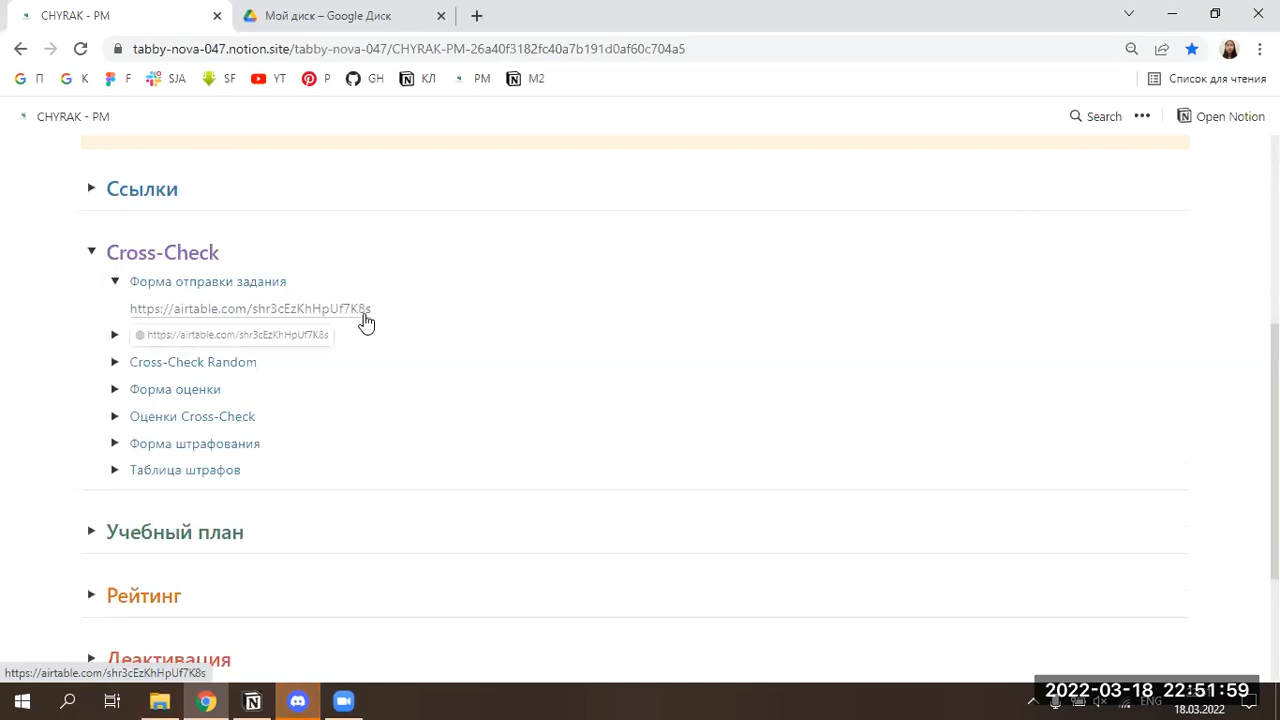 CHYRAK - PM
Мой диск – Google Диск
tabby-nova-047.notion.site/tabby-nova-047/CHYRAK-PM-26a40f3182fc40a7b191d0af60c704a5
П К F SJA SF YT P GH КЛ PM M2 Список для чтения
CHYRAK - PM Search ••• Open Notion
Ссылки
Cross-Check
Форма отправки задания
https://airtable.com/shr3cEzKhHpUf7K8s
https://airtable.com/shr3cEzKhHpUf7K8s
Cross-Check Random
Форма оценки
Оценки Cross-Check
Форма штрафования
Таблица штрафов
Учебный план
Рейтинг
Деактивация
https://airtable.com/shr3cEzKhHpUf7K8s
2022-03-18 22:51:59
ENG
18.03.2022